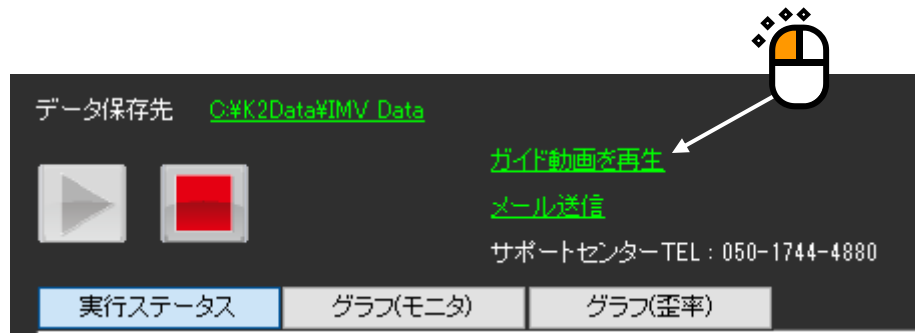 データ保存先 C:¥K2Data¥IMV_Data
ガイド動画を再生
メール送信
サポートセンターTEL : 050-1744-4880
実行ステータス グラフ(モニタ) グラフ(歪率)